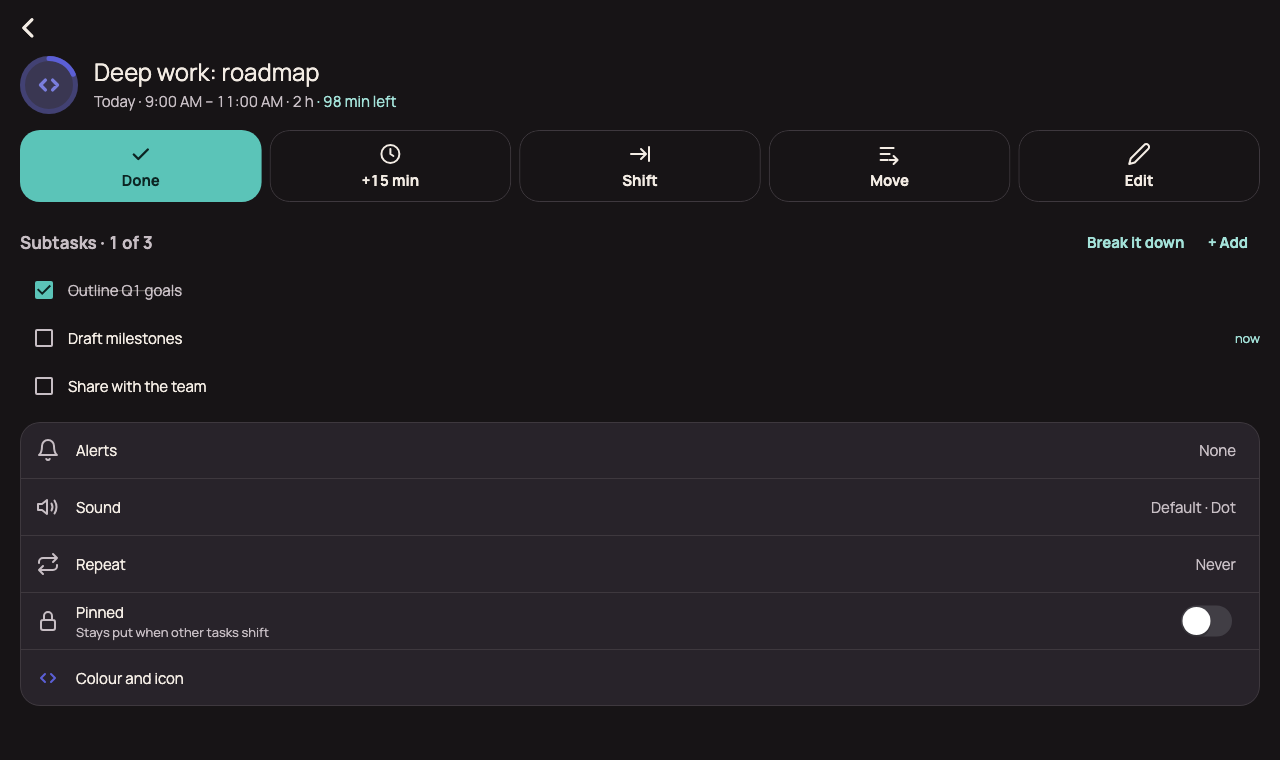 Deep work: roadmap
Today · 9:00 AM – 11:00 AM · 2 h · 98 min left
Done
+15 min
Shift
Move
Edit
Subtasks · 1 of 3
Break it down
+ Add
Outline Q1 goals
Draft milestones
now
Share with the team
Alerts
None
Sound
Default · Dot
Repeat
Never
Pinned
Stays put when other tasks shift
Colour and icon